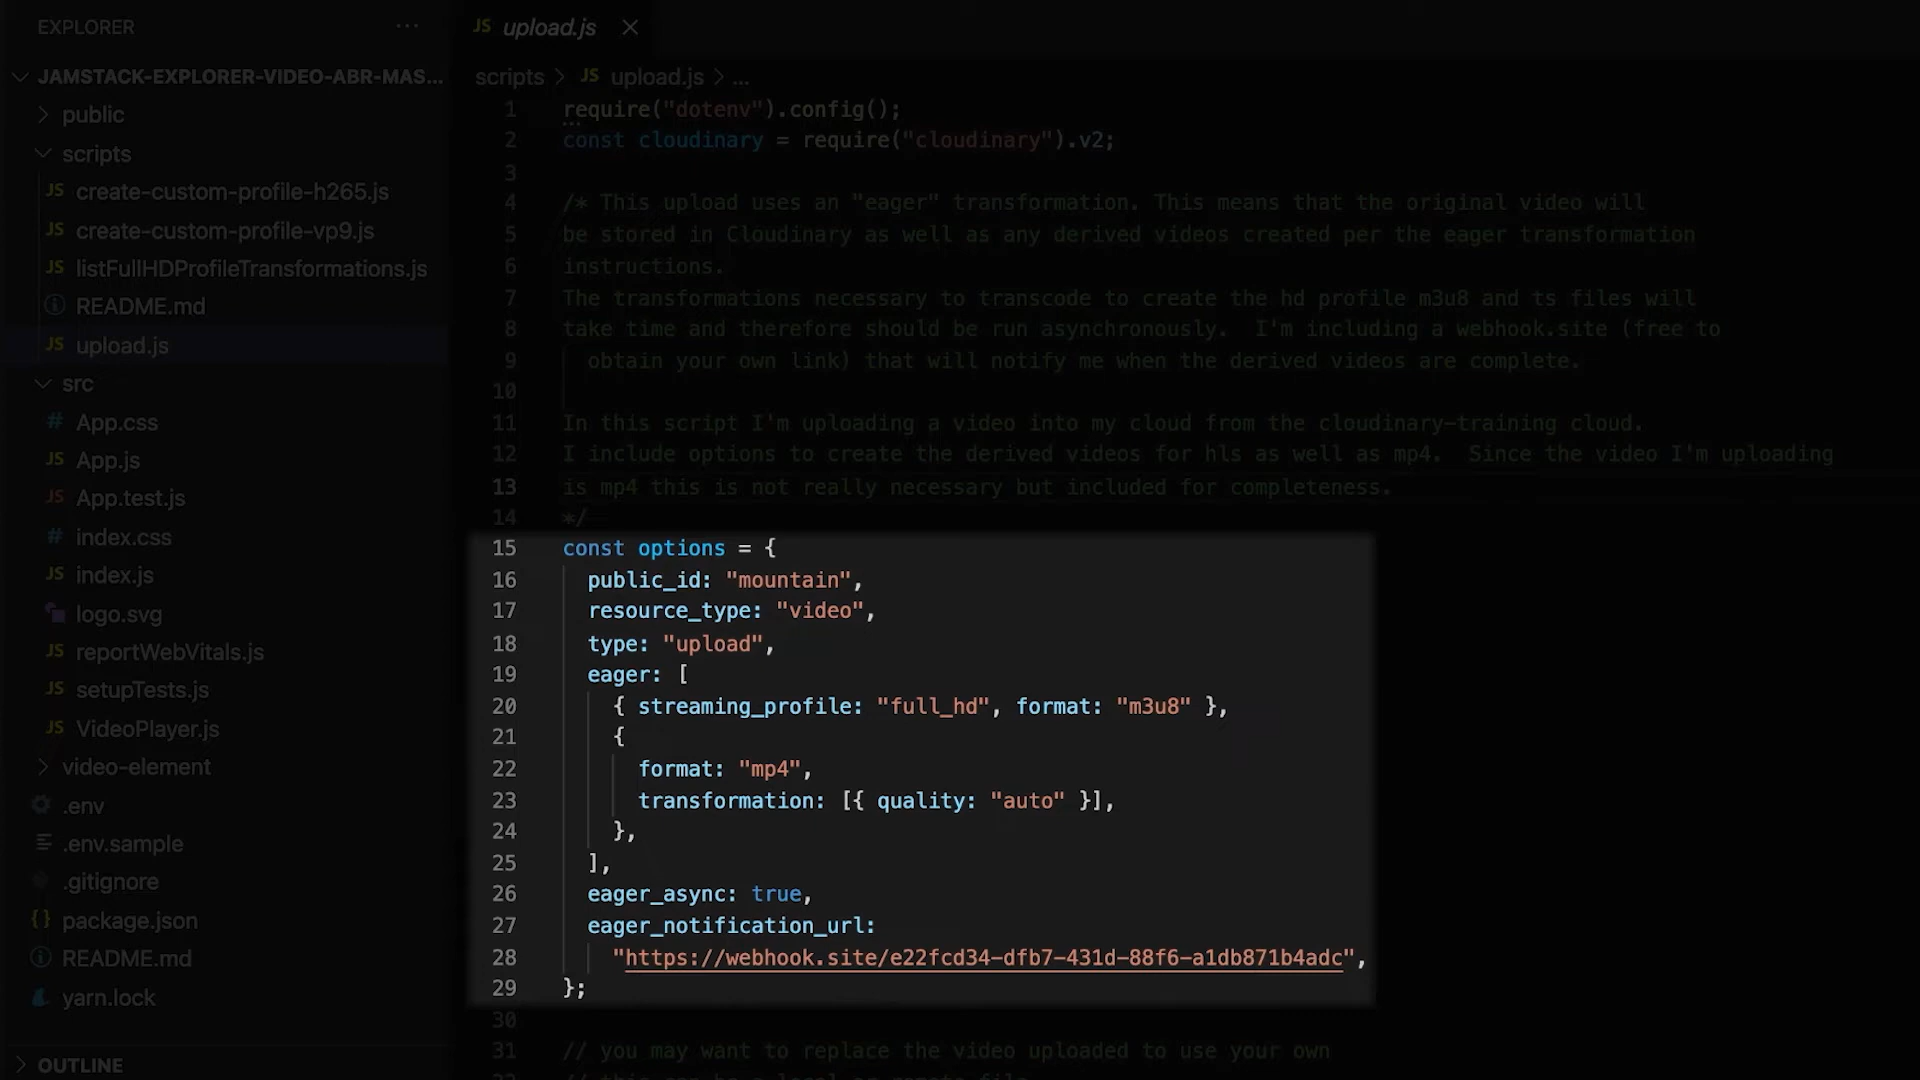 EXPLORER
···
JAMSTACK-EXPLORER-VIDEO-ABR-MAS...
public
scripts
JS create-custom-profile-h265.js
JS create-custom-profile-vp9.js
JS listFullHDProfileTransformations.js
README.md
JS upload.js
src
# App.css
JS App.js
JS App.test.js
# index.css
JS index.js
logo.svg
JS reportWebVitals.js
JS setupTests.js
JS VideoPlayer.js
video-element
.env
.env.sample
.gitignore
{} package.json
README.md
yarn.lock
OUTLINE
JS upload.js
scripts > JS upload.js > ...
1 require("dotenv").config();
2 const cloudinary = require("cloudinary").v2;
3
4 /* This upload uses an "eager" transformation. This means that the original video will
5 be stored in Cloudinary as well as any derived videos created per the eager transformation
6 instructions.
7 The transformations necessary to transcode to create the hd profile m3u8 and ts files will
8 take time and therefore should be run asynchronously.  I'm including a webhook.site (free to
9 obtain your own link) that will notify me when the derived videos are complete.
10
11 In this script I'm uploading a video into my cloud from the cloudinary-training cloud.
12 I include options to create the derived videos for hls as well as mp4.  Since the video I'm uploading
13 is mp4 this is not really necessary but included for completeness.
14 */
15 const options = {
16 public_id: "mountain",
17 resource_type: "video",
18 type: "upload",
19 eager: [
20 { streaming_profile: "full_hd", format: "m3u8" },
21 {
22 format: "mp4",
23 transformation: [{ quality: "auto" }],
24 },
25 ],
26 eager_async: true,
27 eager_notification_url:
28 "https://webhook.site/e22fcd34-dfb7-431d-88f6-a1db871b4adc",
29 };
30
31 // you may want to replace the video uploaded to use your own